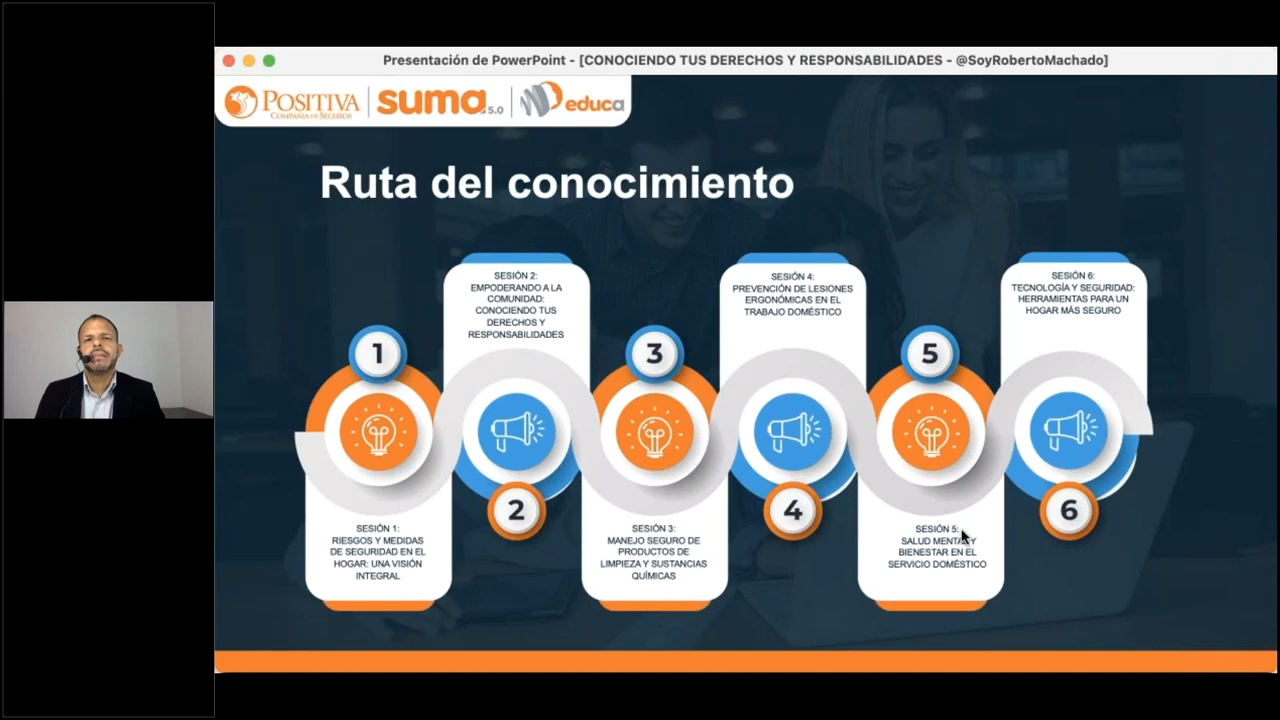 Presentación de PowerPoint - [CONOCIENDO TUS DERECHOS Y RESPONSABILIDADES - @SoyRobertoMachado]
POSITIVA
COMPAÑÍA DE SEGUROS
suma 5.0
educa
Ruta del conocimiento
SESIÓN 2:
EMPODERANDO A LA
COMUNIDAD:
CONOCIENDO TUS
DERECHOS Y
RESPONSABILIDADES
SESIÓN 4:
PREVENCIÓN DE LESIONES
ERGONÓMICAS EN EL
TRABAJO DOMÉSTICO
SESIÓN 6:
TECNOLOGÍA Y SEGURIDAD:
HERRAMIENTAS PARA UN
HOGAR MÁS SEGURO
1
3
5
2
4
6
SESIÓN 1:
RIESGOS Y MEDIDAS
DE SEGURIDAD EN EL
HOGAR: UNA VISIÓN
INTEGRAL
SESIÓN 3:
MANEJO SEGURO DE
PRODUCTOS DE
LIMPIEZA Y SUSTANCIAS
QUÍMICAS
SESIÓN 5:
SALUD MENTAL Y
BIENESTAR EN EL
SERVICIO DOMÉSTICO